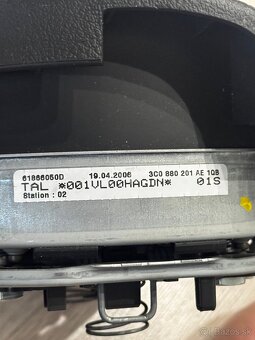 61866050D 19.04.2006 3C0 880 201 AE 1QB
TAL *001VL00HAGDN* 01S
Station : 02